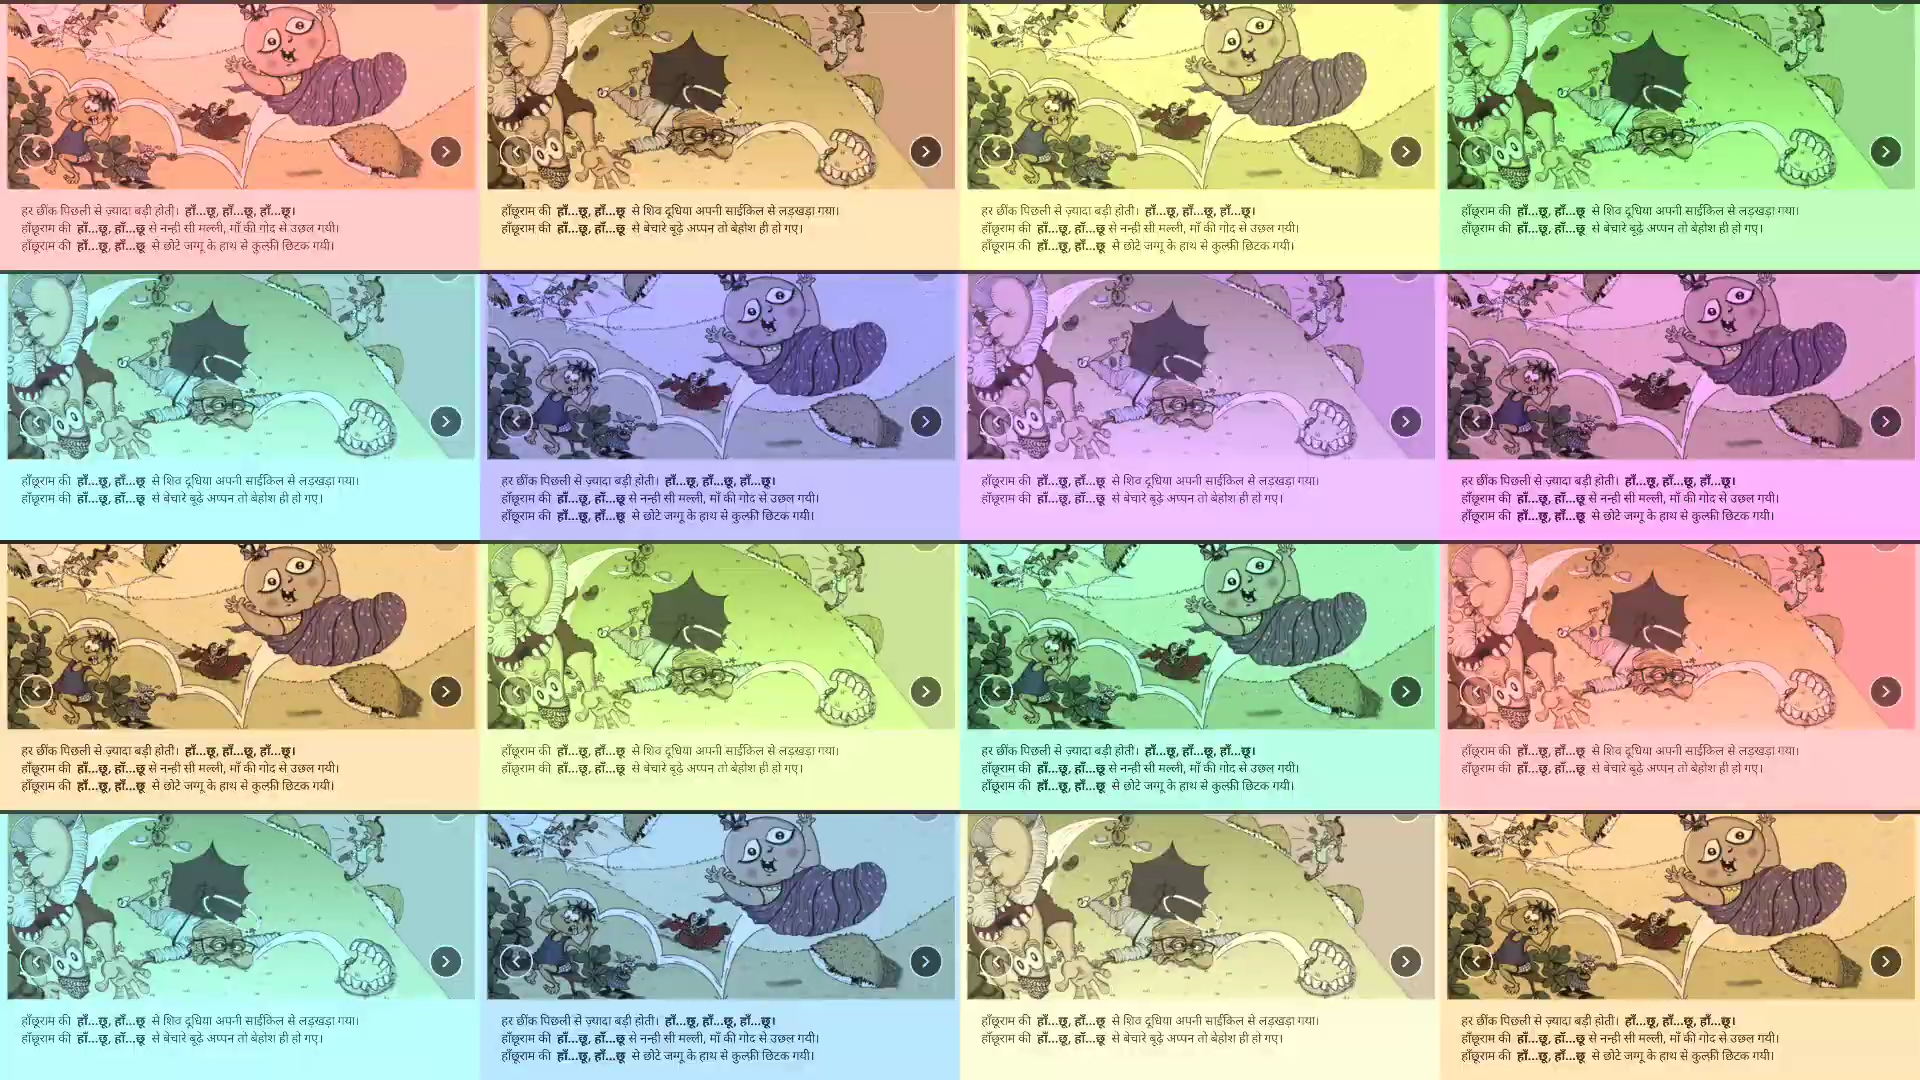 हर छींक पिछली से ज़्यादा बड़ी होती। हाँ...छू, हाँ...छू, हाँ...छू।
हाँछूराम की हाँ...छू, हाँ...छू से नन्ही सी मल्ली, माँ की गोद से उछल गयी।
हाँछूराम की हाँ...छू, हाँ...छू से छोटे जग्गू के हाथ से कुल्फ़ी छिटक गयी।
हाँछूराम की हाँ...छू, हाँ...छू से शिव दूधिया अपनी साईकिल से लड़खड़ा गया।
हाँछूराम की हाँ...छू, हाँ...छू से बेचारे बूढ़े अप्पन तो बेहोश ही हो गए।
हर छींक पिछली से ज़्यादा बड़ी होती। हाँ...छू, हाँ...छू, हाँ...छू।
हाँछूराम की हाँ...छू, हाँ...छू से नन्ही सी मल्ली, माँ की गोद से उछल गयी।
हाँछूराम की हाँ...छू, हाँ...छू से छोटे जग्गू के हाथ से कुल्फ़ी छिटक गयी।
हाँछूराम की हाँ...छू, हाँ...छू से शिव दूधिया अपनी साईकिल से लड़खड़ा गया।
हाँछूराम की हाँ...छू, हाँ...छू से बेचारे बूढ़े अप्पन तो बेहोश ही हो गए।
हाँछूराम की हाँ...छू, हाँ...छू से शिव दूधिया अपनी साईकिल से लड़खड़ा गया।
हाँछूराम की हाँ...छू, हाँ...छू से बेचारे बूढ़े अप्पन तो बेहोश ही हो गए।
हर छींक पिछली से ज़्यादा बड़ी होती। हाँ...छू, हाँ...छू, हाँ...छू।
हाँछूराम की हाँ...छू, हाँ...छू से नन्ही सी मल्ली, माँ की गोद से उछल गयी।
हाँछूराम की हाँ...छू, हाँ...छू से छोटे जग्गू के हाथ से कुल्फ़ी छिटक गयी।
हाँछूराम की हाँ...छू, हाँ...छू से शिव दूधिया अपनी साईकिल से लड़खड़ा गया।
हाँछूराम की हाँ...छू, हाँ...छू से बेचारे बूढ़े अप्पन तो बेहोश ही हो गए।
हर छींक पिछली से ज़्यादा बड़ी होती। हाँ...छू, हाँ...छू, हाँ...छू।
हाँछूराम की हाँ...छू, हाँ...छू से नन्ही सी मल्ली, माँ की गोद से उछल गयी।
हाँछूराम की हाँ...छू, हाँ...छू से छोटे जग्गू के हाथ से कुल्फ़ी छिटक गयी।
हर छींक पिछली से ज़्यादा बड़ी होती। हाँ...छू, हाँ...छू, हाँ...छू।
हाँछूराम की हाँ...छू, हाँ...छू से नन्ही सी मल्ली, माँ की गोद से उछल गयी।
हाँछूराम की हाँ...छू, हाँ...छू से छोटे जग्गू के हाथ से कुल्फ़ी छिटक गयी।
हाँछूराम की हाँ...छू, हाँ...छू से शिव दूधिया अपनी साईकिल से लड़खड़ा गया।
हाँछूराम की हाँ...छू, हाँ...छू से बेचारे बूढ़े अप्पन तो बेहोश ही हो गए।
हर छींक पिछली से ज़्यादा बड़ी होती। हाँ...छू, हाँ...छू, हाँ...छू।
हाँछूराम की हाँ...छू, हाँ...छू से नन्ही सी मल्ली, माँ की गोद से उछल गयी।
हाँछूराम की हाँ...छू, हाँ...छू से छोटे जग्गू के हाथ से कुल्फ़ी छिटक गयी।
हाँछूराम की हाँ...छू, हाँ...छू से शिव दूधिया अपनी साईकिल से लड़खड़ा गया।
हाँछूराम की हाँ...छू, हाँ...छू से बेचारे बूढ़े अप्पन तो बेहोश ही हो गए।
हाँछूराम की हाँ...छू, हाँ...छू से शिव दूधिया अपनी साईकिल से लड़खड़ा गया।
हाँछूराम की हाँ...छू, हाँ...छू से बेचारे बूढ़े अप्पन तो बेहोश ही हो गए।
हर छींक पिछली से ज़्यादा बड़ी होती। हाँ...छू, हाँ...छू, हाँ...छू।
हाँछूराम की हाँ...छू, हाँ...छू से नन्ही सी मल्ली, माँ की गोद से उछल गयी।
हाँछूराम की हाँ...छू, हाँ...छू से छोटे जग्गू के हाथ से कुल्फ़ी छिटक गयी।
हाँछूराम की हाँ...छू, हाँ...छू से शिव दूधिया अपनी साईकिल से लड़खड़ा गया।
हाँछूराम की हाँ...छू, हाँ...छू से बेचारे बूढ़े अप्पन तो बेहोश ही हो गए।
हर छींक पिछली से ज़्यादा बड़ी होती। हाँ...छू, हाँ...छू, हाँ...छू।
हाँछूराम की हाँ...छू, हाँ...छू से नन्ही सी मल्ली, माँ की गोद से उछल गयी।
हाँछूराम की हाँ...छू, हाँ...छू से छोटे जग्गू के हाथ से कुल्फ़ी छिटक गयी।